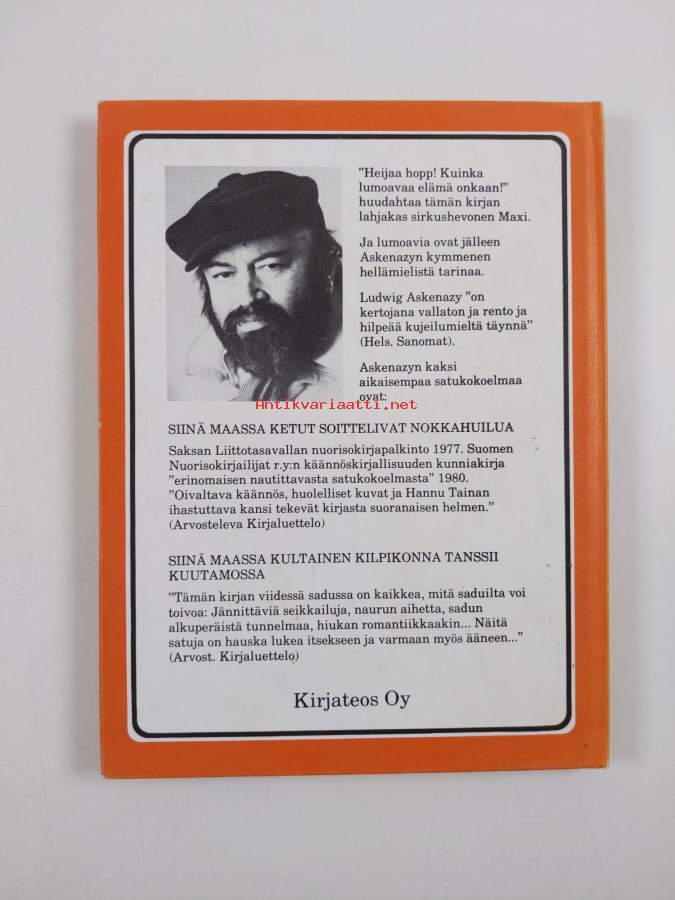 "Heijaa hopp! Kuinka
lumoavaa elämä onkaan!"
huudahtaa tämän kirjan
lahjakas sirkushevonen Maxi.
Ja lumoavia ovat jälleen
Askenazyn kymmenen
hellämielistä tarinaa.
Ludwig Askenazy "on
kertojana vallaton ja rento ja
hilpeää kujeilumieltä täynnä"
(Hels. Sanomat).
Askenazyn kaksi
aikaisempaa satukokoelmaa
ovat:
Antikvariaatti.net
SIINÄ MAASSA KETUT SOITTELIVAT NOKKAHUILUA
Saksan Liittotasavallan nuorisokirjapalkinto 1977. Suomen
Nuorisokirjailijat r.y:n käännöskirjallisuuden kunniakirja
"erinomaisen nautittavasta satukokoelmasta" 1980.
"Oivaltava käännös, huolelliset kuvat ja Hannu Tainan
ihastuttava kansi tekevät kirjasta suoranaisen helmen."
(Arvosteleva Kirjaluettelo)
SIINÄ MAASSA KULTAINEN KILPIKONNA TANSSII
KUUTAMOSSA
"Tämän kirjan viidessä sadussa on kaikkea, mitä saduilta voi
toivoa: Jännittäviä seikkailuja, naurun aihetta, sadun
alkuperäistä tunnelmaa, hiukan romantiikkaakin... Näitä
satuja on hauska lukea itsekseen ja varmaan myös ääneen..."
(Arvost. Kirjaluettelo)
Kirjateos Oy